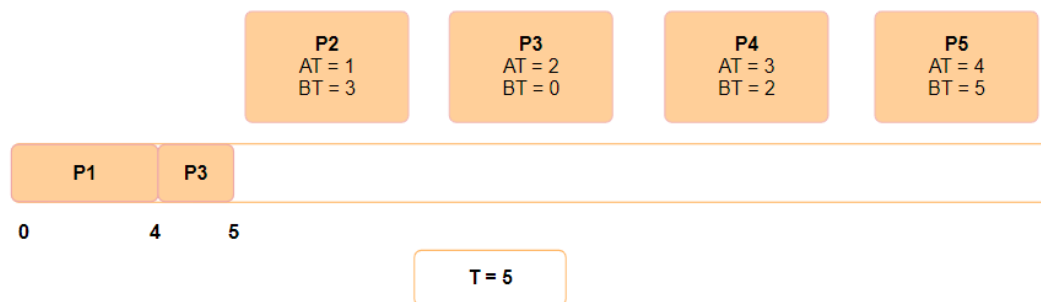 P2
AT = 1
BT = 3
P3
AT = 2
BT = 0
P4
AT = 3
BT = 2
P5
AT = 4
BT = 5
P1 P3
0 4 5
T = 5